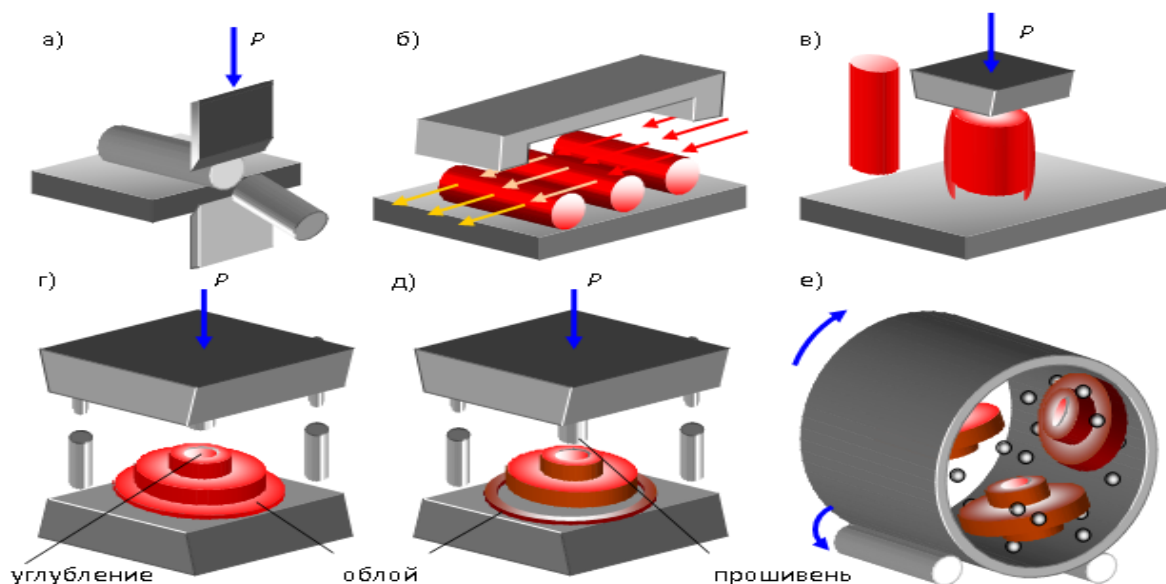 а) P б) в) P
г) P д) P е)
углубление облой прошивень